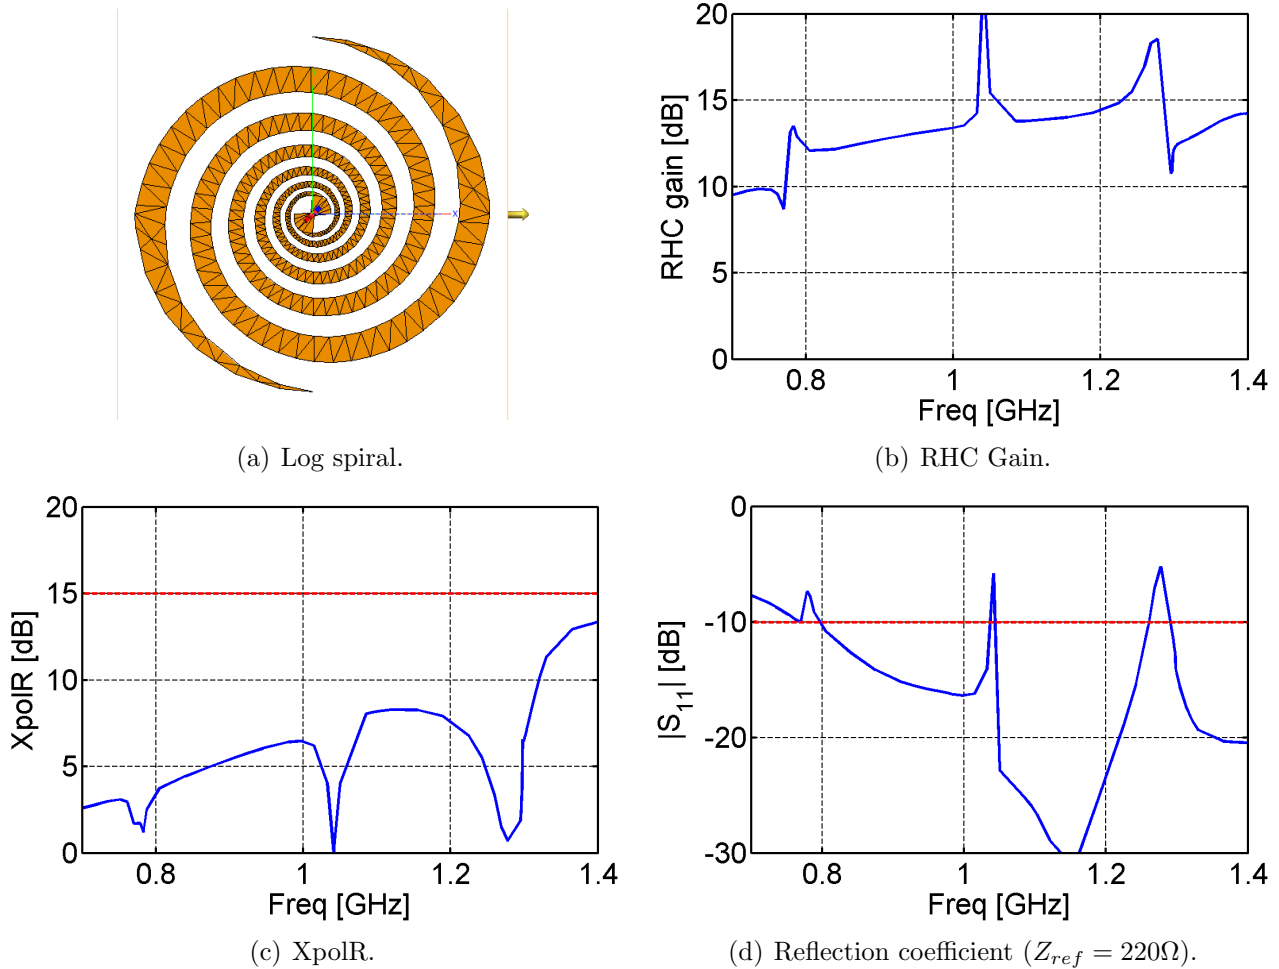 x
(a) Log spiral.
20
15
10
5
0
0.8
1
1.2
1.4
RHC gain [dB]
Freq [GHz]
(b) RHC Gain.
20
15
10
5
0
0.8
1
1.2
1.4
XpolR [dB]
Freq [GHz]
(c) XpolR.
0
-10
-20
-30
0.8
1
1.2
1.4
|S11| [dB]
Freq [GHz]
(d) Reflection coefficient (Zref = 220Ω).